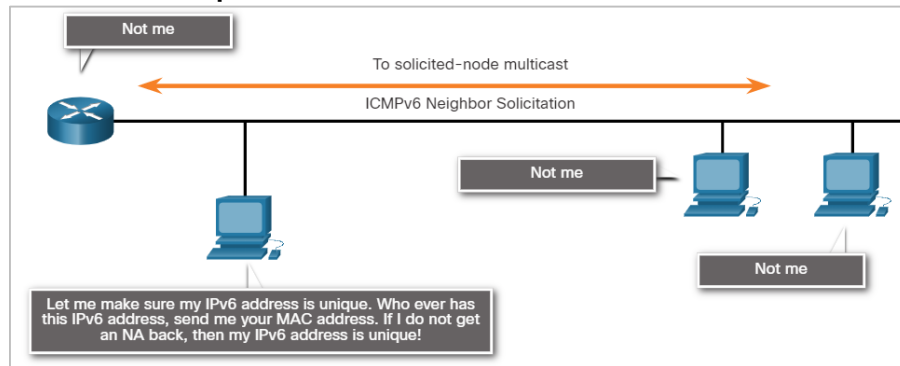 Not me
To solicited-node multicast
ICMPv6 Neighbor Solicitation
Not me
Not me
Let me make sure my IPv6 address is unique. Who ever has
this IPv6 address, send me your MAC address. If I do not get
an NA back, then my IPv6 address is unique!